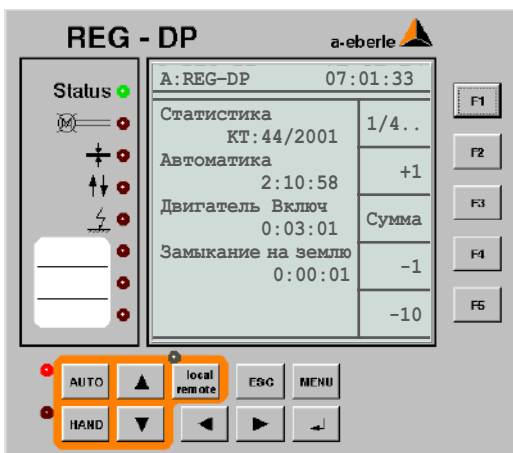 REG - DP
a-eberle
Status
A:REG-DP 07:01:33
Статистика
КТ:44/2001
1/4..
Автоматика
2:10:58
+1
Двигатель Включ
0:03:01
Сумма
Замыкание на землю
0:00:01
-1
-10
F1
F2
F3
F4
F5
AUTO
local
remote
ESC
MENU
HAND